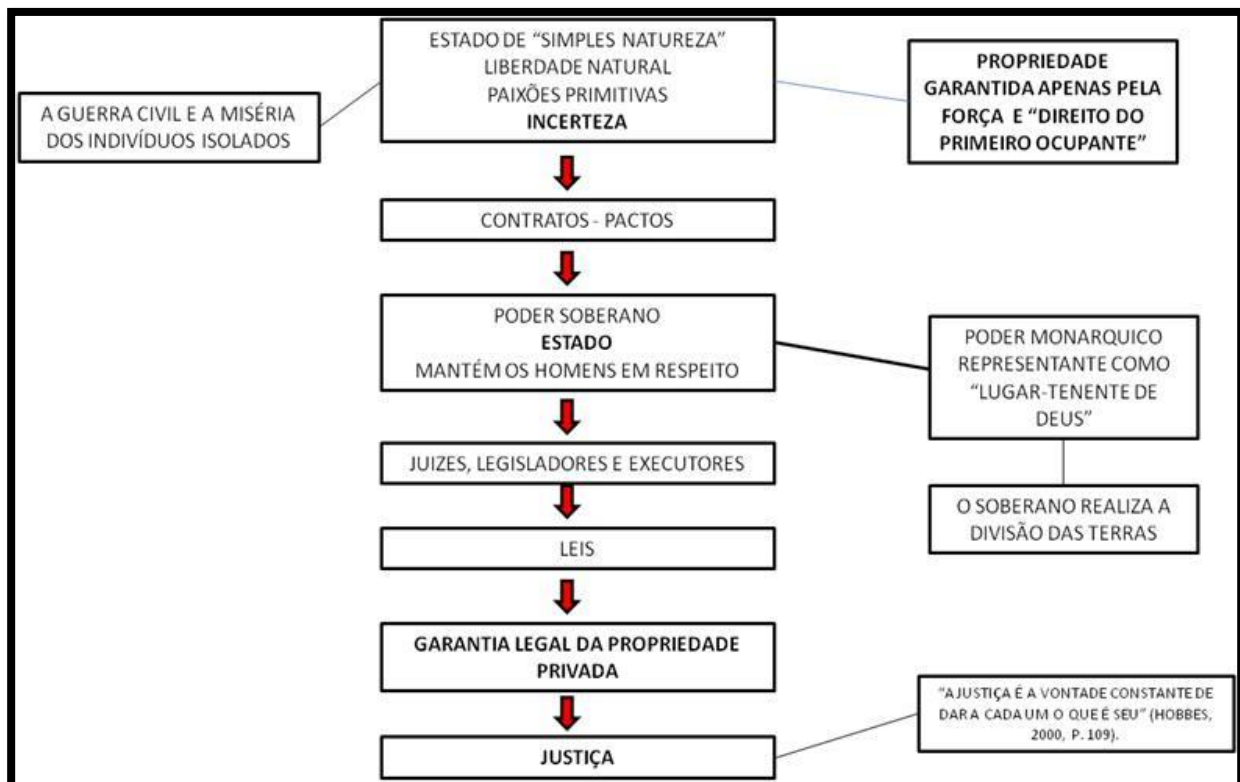 ESTADO DE “SIMPLES NATUREZA”
LIBERDADE NATURAL
PAIXÕES PRIMITIVAS
INCERTEZA
A GUERRA CIVIL E A MISÉRIA
DOS INDIVÍDUOS ISOLADOS
PROPRIEDADE
GARANTIDA APENAS PELA
FORÇA E “DIREITO DO
PRIMEIRO OCUPANTE”
CONTRATOS - PACTOS
PODER SOBERANO
ESTADO
MANTÉM OS HOMENS EM RESPEITO
PODER MONARQUICO
REPRESENTANTE COMO
“LUGAR-TENENTE DE
DEUS”
JUIZES, LEGISLADORES E EXECUTORES
O SOBERANO REALIZA A
DIVISÃO DAS TERRAS
LEIS
GARANTIA LEGAL DA PROPRIEDADE
PRIVADA
“A JUSTIÇA É A VONTADE CONSTANTE DE
DAR A CADA UM O QUE É SEU” (HOBBES,
2000, P. 109).
JUSTIÇA